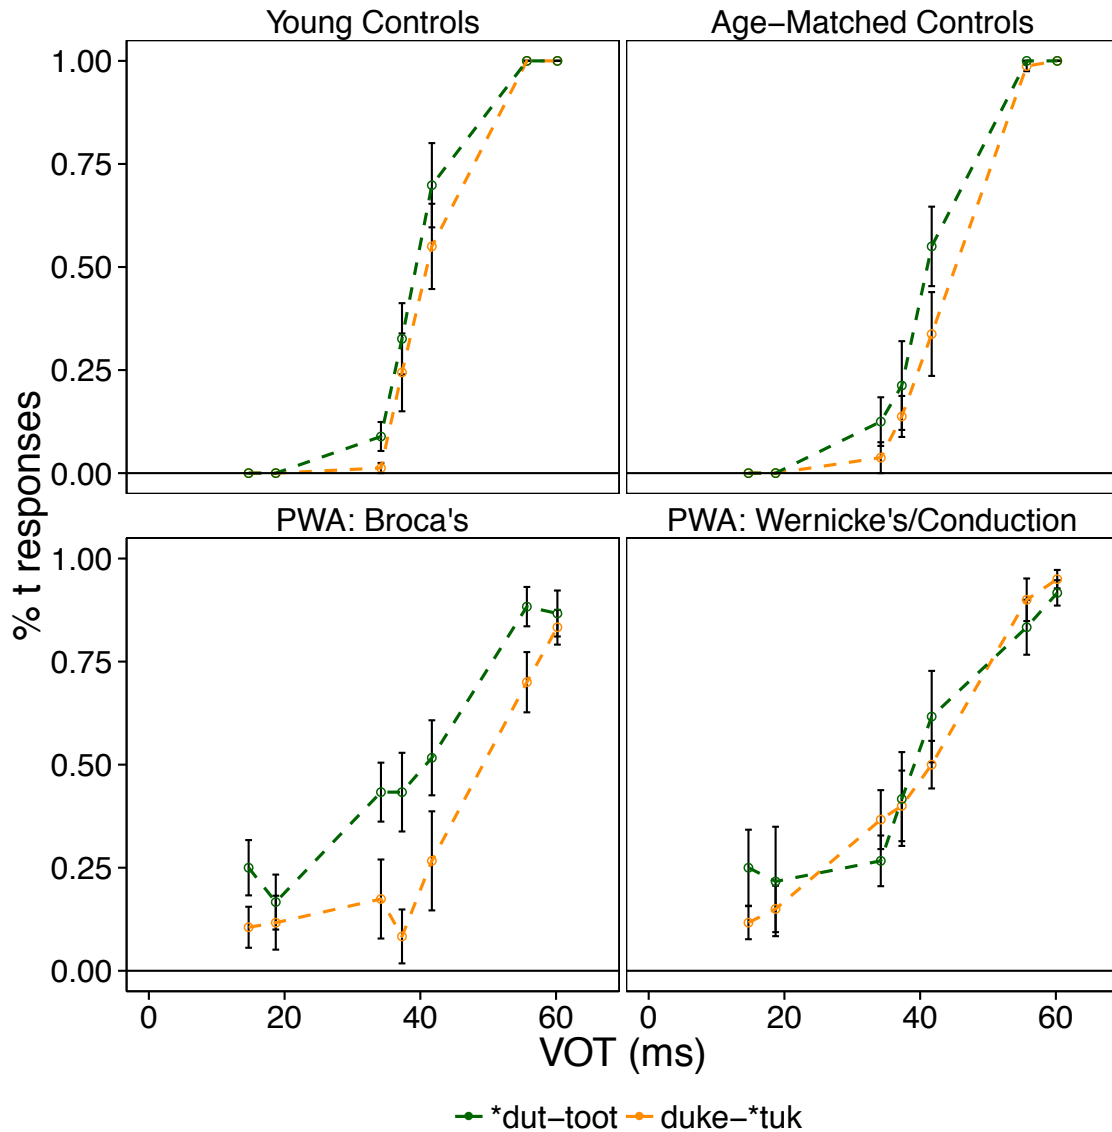 Young Controls
Age−Matched Controls
1.00
0.75
0.50
0.25
0.00
% t responses
PWA: Broca's
PWA: Wernicke's/Conduction
1.00
0.75
0.50
0.25
0.00
0 20 40 60
0 20 40 60
VOT (ms)
*dut−toot duke−*tuk